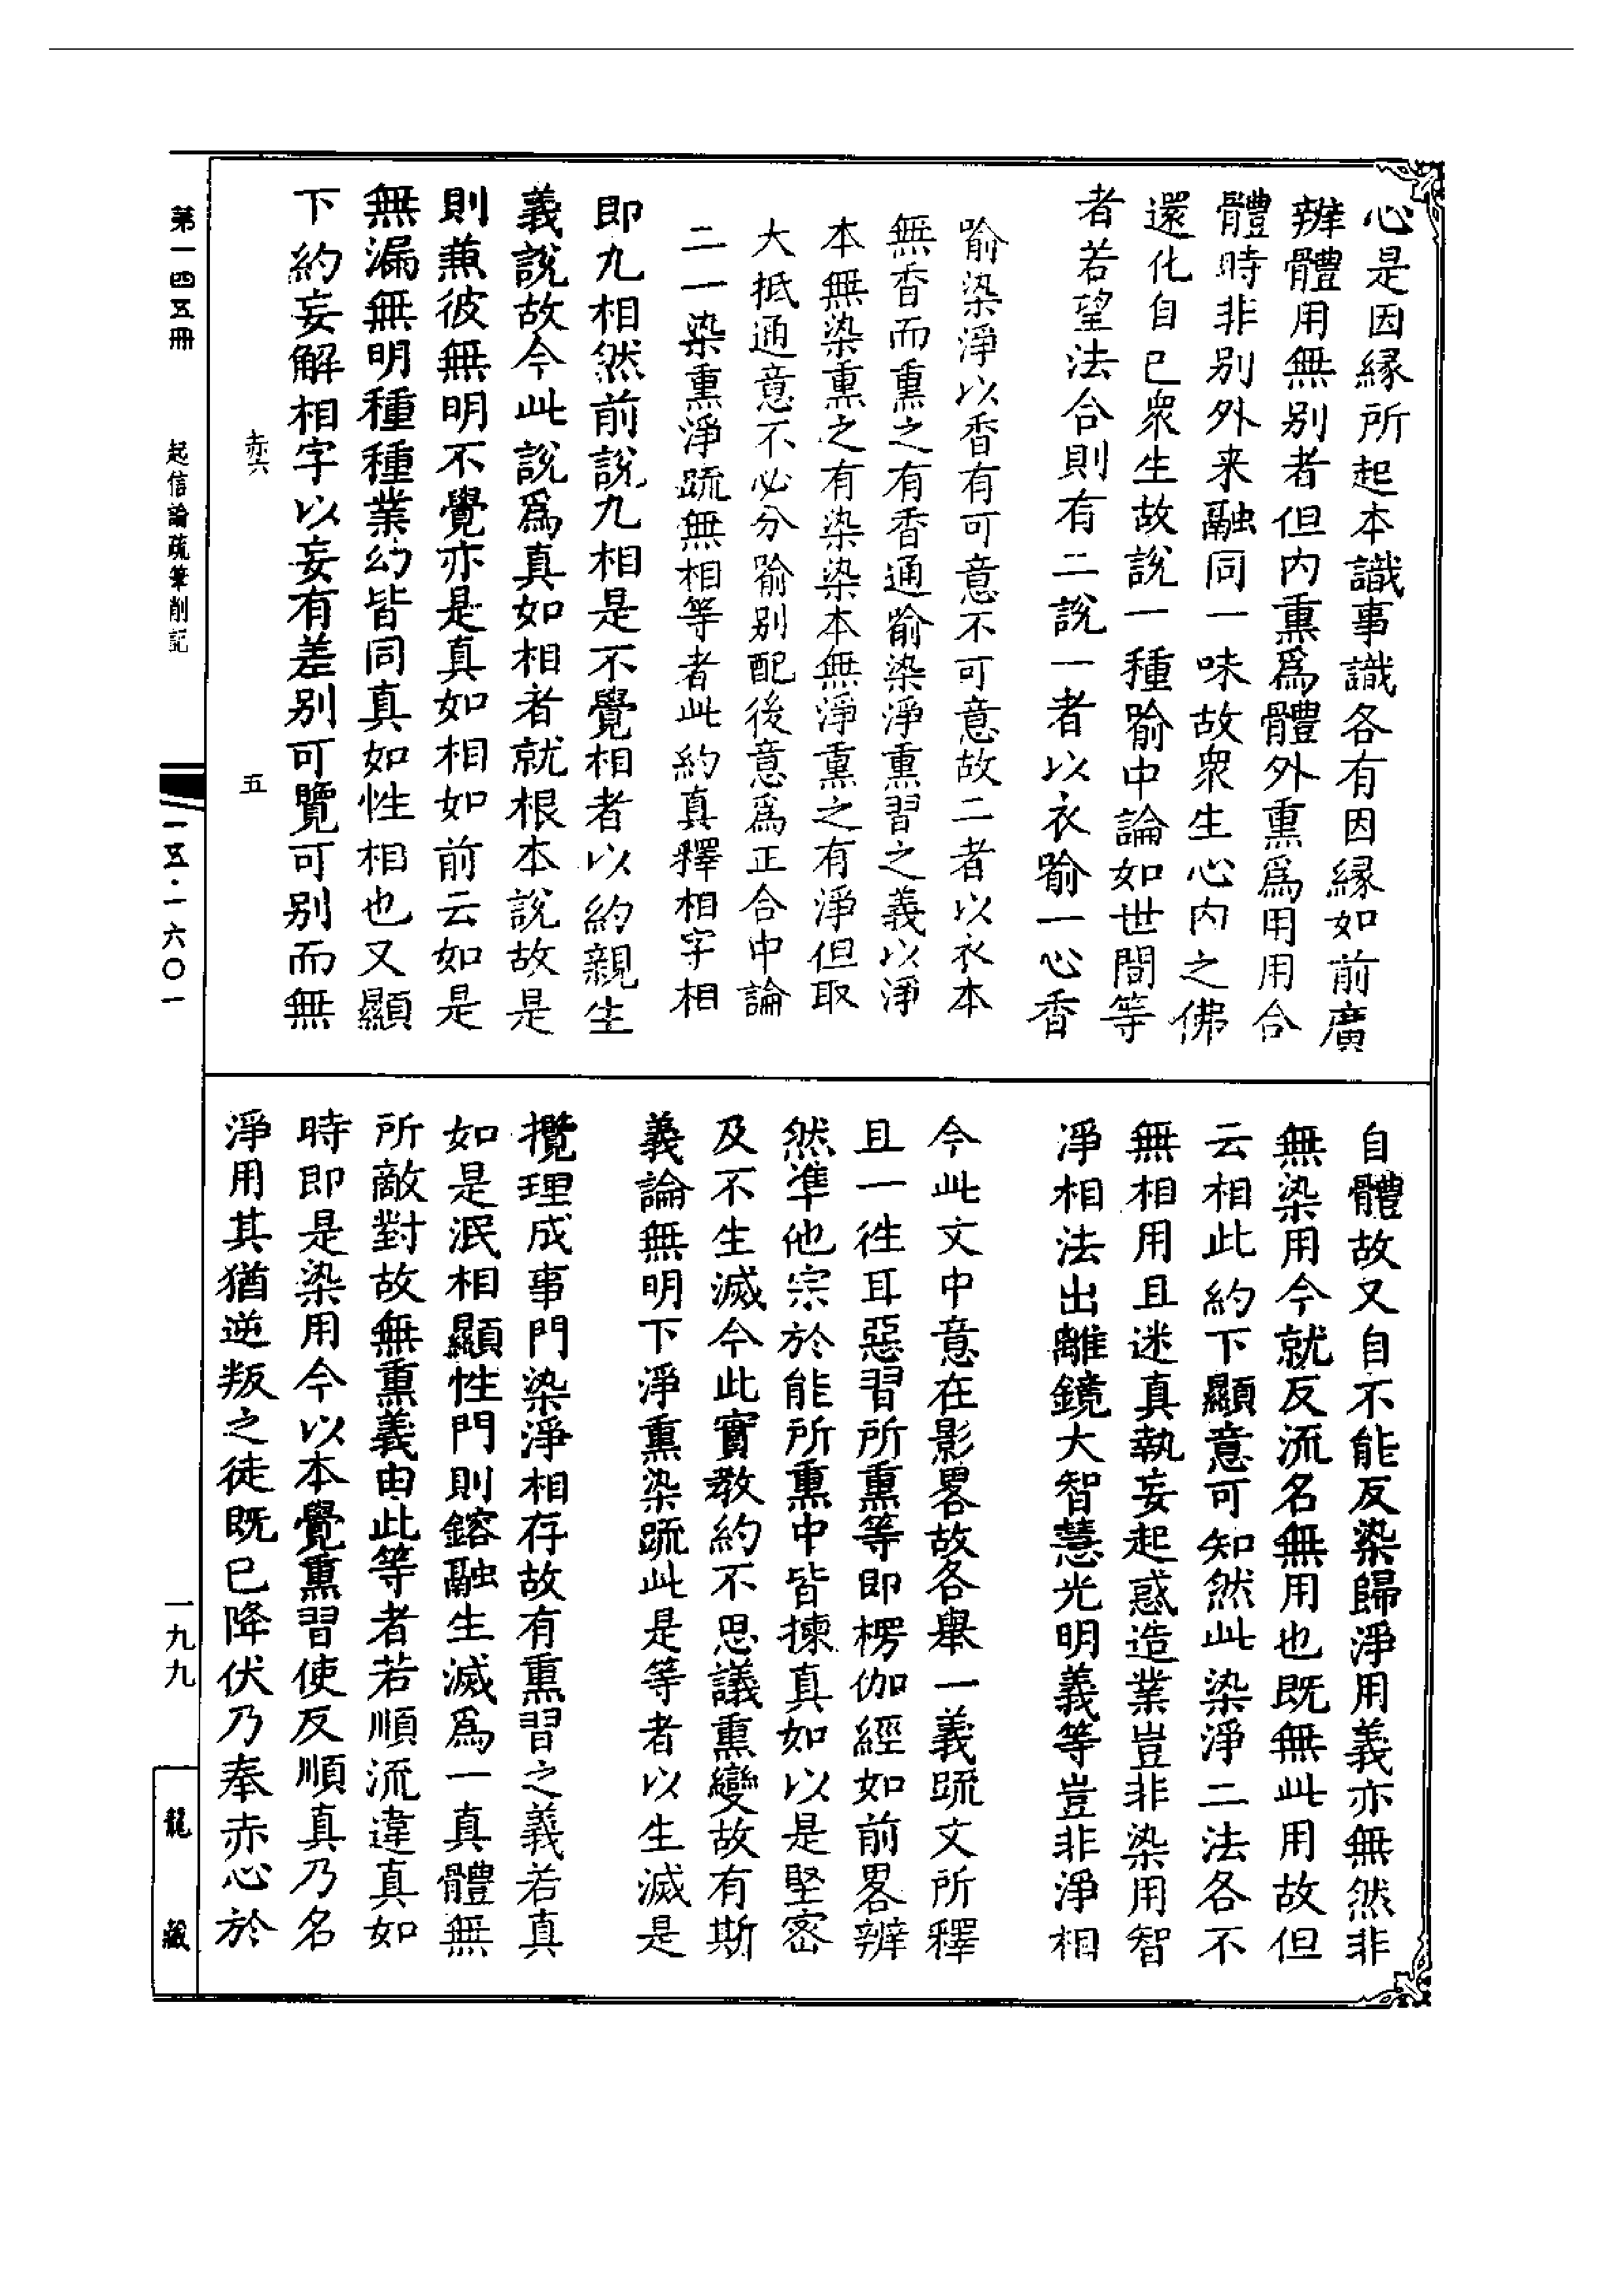 心是因縁所起本識事識各有因縁如前廣
辨體用無别者但内熏爲體外熏爲用用合
體時非别外来融同一味故衆生心内之佛
還化自己衆生故說一種喻中論如世間等
者若望法合則有二說一者以衣喻一心香
喻染淨以香有可意不可意故二者以衣本
無香而熏之有香通喻染淨熏習之義以淨
本無染熏之有染染本無淨熏之有淨但取
大抵通意不必分喻别配後意爲正合中論
二一染熏淨䟽無相等者此約真釋相字相
即九相然前說九相是不覺相者以約親生
義說故今此說爲真如相者就根本說故是
則兼彼無明不覺亦是真如相如前云如是
無漏無明種種業幻皆同真如性相也又顯
下約妄解相字以妄有差别可覽可别而無
自體故又自不能反染歸淨用義亦無然非
無染用今就反流名無用也既無此用故但
云相此約下顯意可知然此染淨二法各不
無相用且迷真執妄起惑造業豈非染用智
淨相法出離鏡大智慧光明義等豈非淨相
今此文中意在影畧故各舉一義䟽文所釋
且一徃耳惡習所熏等即楞伽經如前畧辨
然準他宗於能所熏中皆揀真如以是堅密
及不生滅今此實教約不思議熏變故有斯
義論無明下淨熏染䟽此是等者以生滅是
攬理成事門染淨相存故有熏習之義若真
如是泯相顯性門則鎔融生滅爲一真體無
所敵對故無熏義由此等者若順流違真如
時即是染用今以本覺熏習使反順真乃名
淨用其猶逆叛之徒既已降伏乃奉赤心於
赤六
五
第一四五冊
起信論疏筆削記
一五·一六〇一
一九九
龍藏